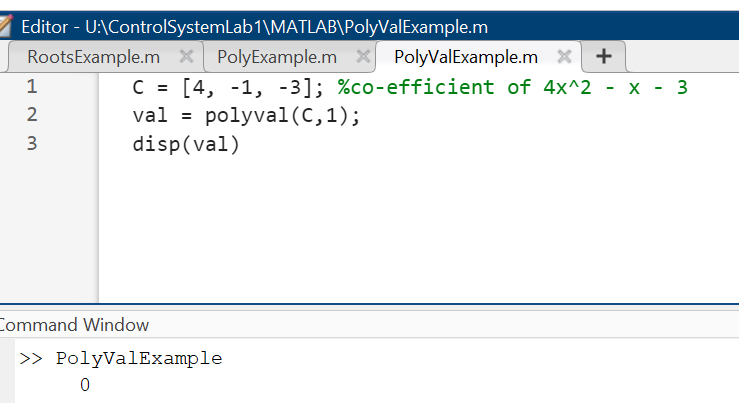 Editor - U:\ControlSystemLab1\MATLAB\PolyValExample.m
RootsExample.m PolyExample.m PolyValExample.m +
1 C = [4, -1, -3]; %co-efficient of 4x^2 - x - 3
2 val = polyval(C,1);
3 disp(val)
Command Window
>> PolyValExample
0